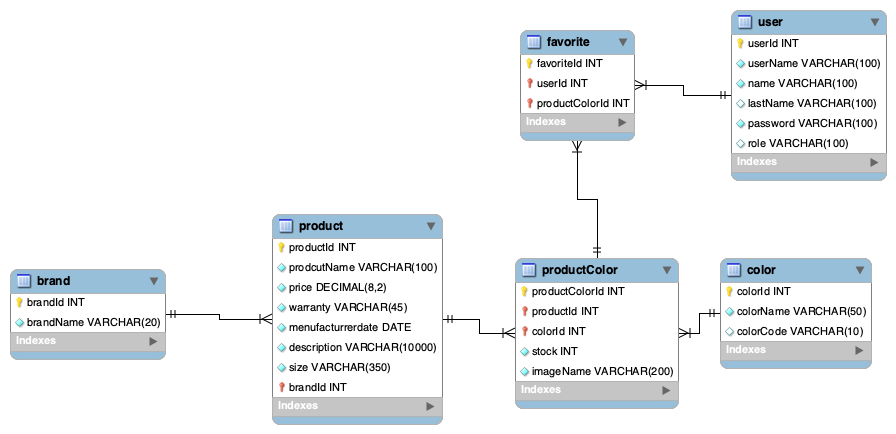 favorite
favoriteId INT
userId INT
productColorId INT
Indexes
user
userId INT
userName VARCHAR(100)
name VARCHAR(100)
lastName VARCHAR(100)
password VARCHAR(100)
role VARCHAR(100)
Indexes
brand
brandId INT
brandName VARCHAR(20)
Indexes
product
productId INT
prodcutName VARCHAR(100)
price DECIMAL(8,2)
warranty VARCHAR(45)
menufacturrerdate DATE
description VARCHAR(10000)
size VARCHAR(350)
brandId INT
Indexes
productColor
productColorId INT
productId INT
colorId INT
stock INT
imageName VARCHAR(200)
Indexes
color
colorId INT
colorName VARCHAR(50)
colorCode VARCHAR(10)
Indexes